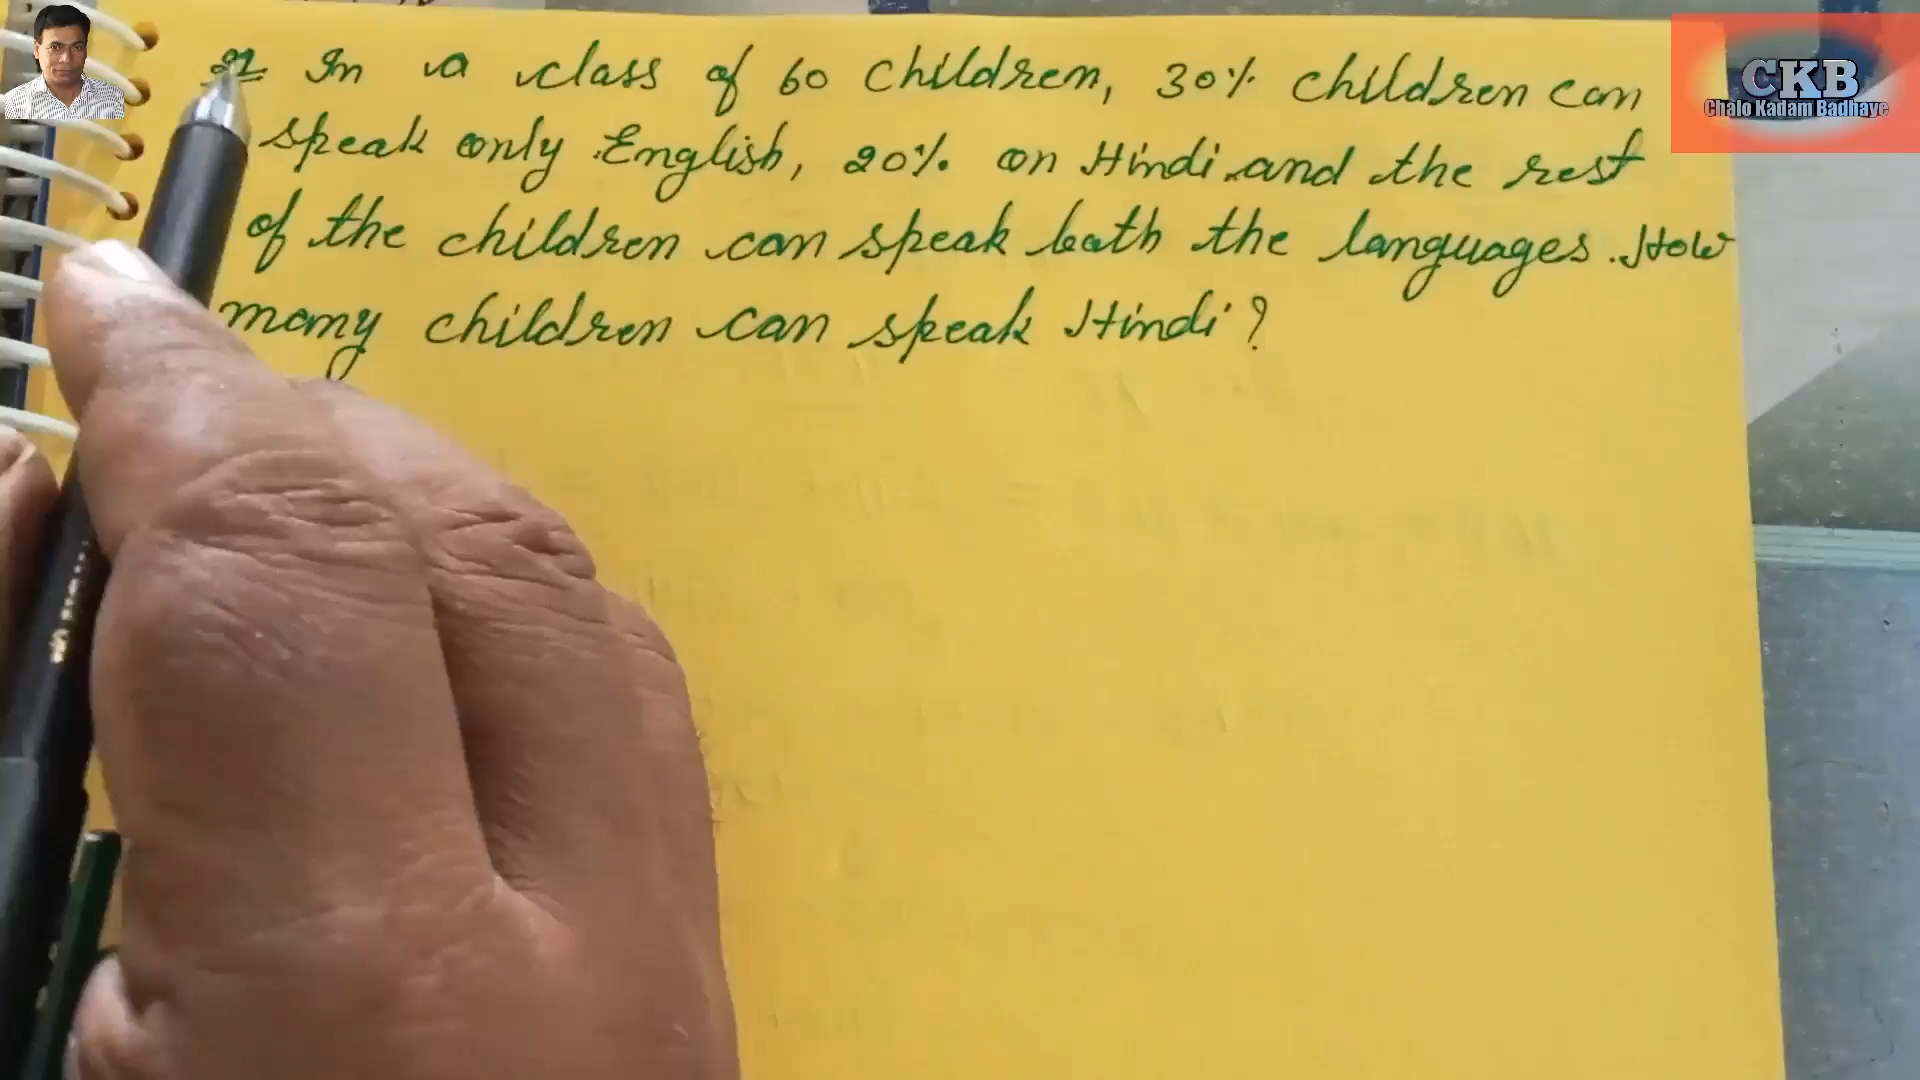 In a class of 60 children, 30% children can
speak only English, 20% on Hindi and the rest
of the children can speak both the languages. How
many children can speak Hindi?
CKB
Chalo Kadam Badhaye